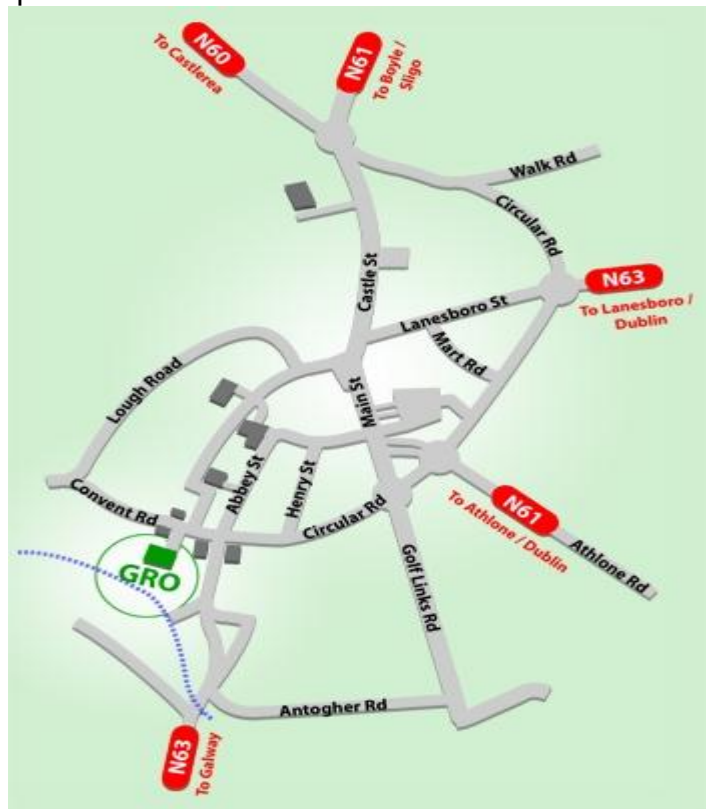 N60
To Castlerea
N61
To Boyle /
Sligo
Walk Rd
Circular Rd
N63
To Lanesboro /
Dublin
Castle St
Lanesboro St
Mart Rd
Lough Road
Main St
Abbey St
Henry St
Convent Rd
Circular Rd
N61
To Athlone / Dublin
Athlone Rd
GRO
Golf Links Rd
Antogher Rd
N63
To Galway